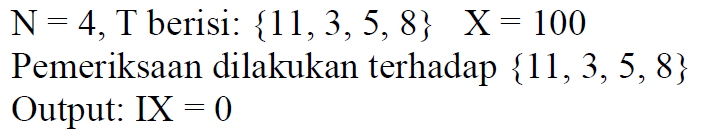 N = 4, T berisi: {11, 3, 5, 8} X = 100
Pemeriksaan dilakukan terhadap {11, 3, 5, 8}
Output: IX = 0